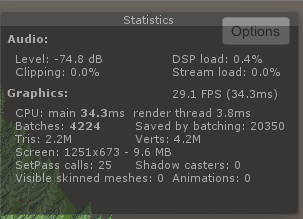 Statistics
Options
Audio:
Level: -74.8 dB DSP load: 0.4%
Clipping: 0.0% Stream load: 0.0%
Graphics: 29.1 FPS (34.3ms)
CPU: main 34.3ms render thread 3.8ms
Batches: 4224 Saved by batching: 20350
Tris: 2.2M Verts: 4.2M
Screen: 1251x673 - 9.6 MB
SetPass calls: 25 Shadow casters: 0
Visible skinned meshes: 0 Animations: 0